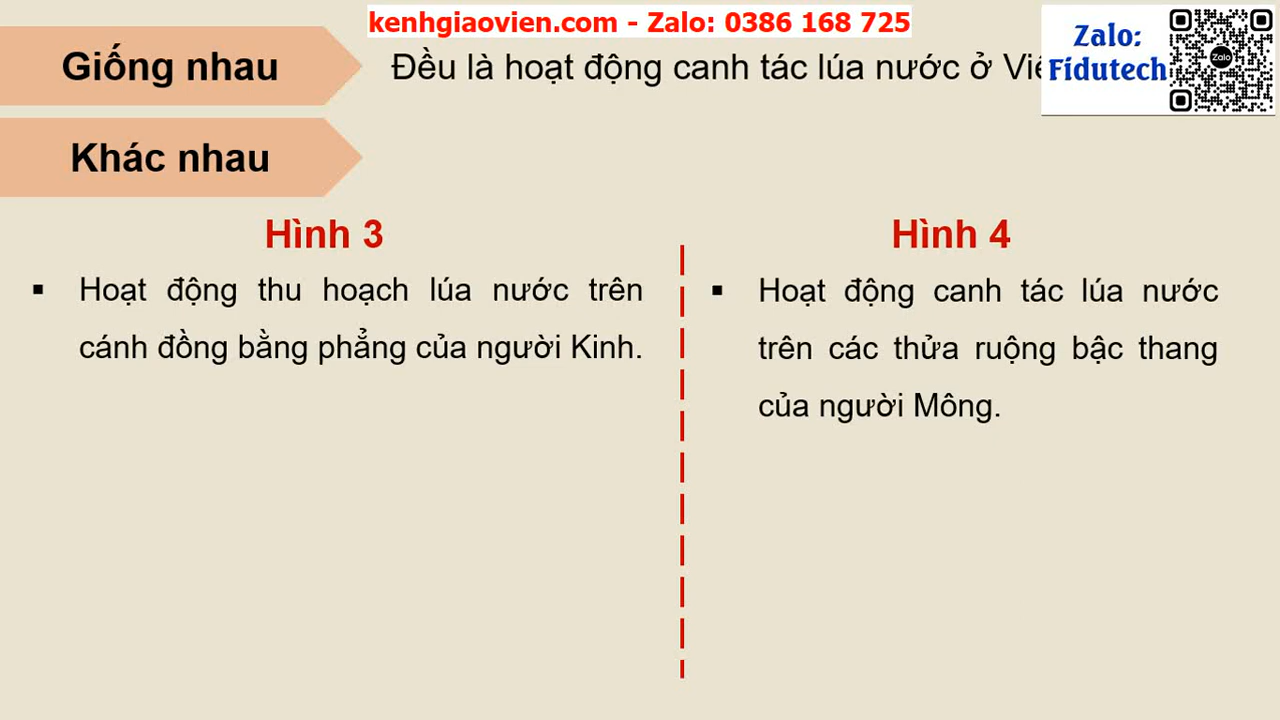 kenhgiaovien.com - Zalo: 0386 168 725
Zalo:
Fidutech
Zalo
Giống nhau
Đều là hoạt động canh tác lúa nước ở
Khác nhau
Hình 3
Hoạt động thu hoạch lúa nước trên
cánh đồng bằng phẳng của người Kinh.
Hình 4
Hoạt động canh tác lúa nước
trên các thửa ruộng bậc thang
của người Mông.